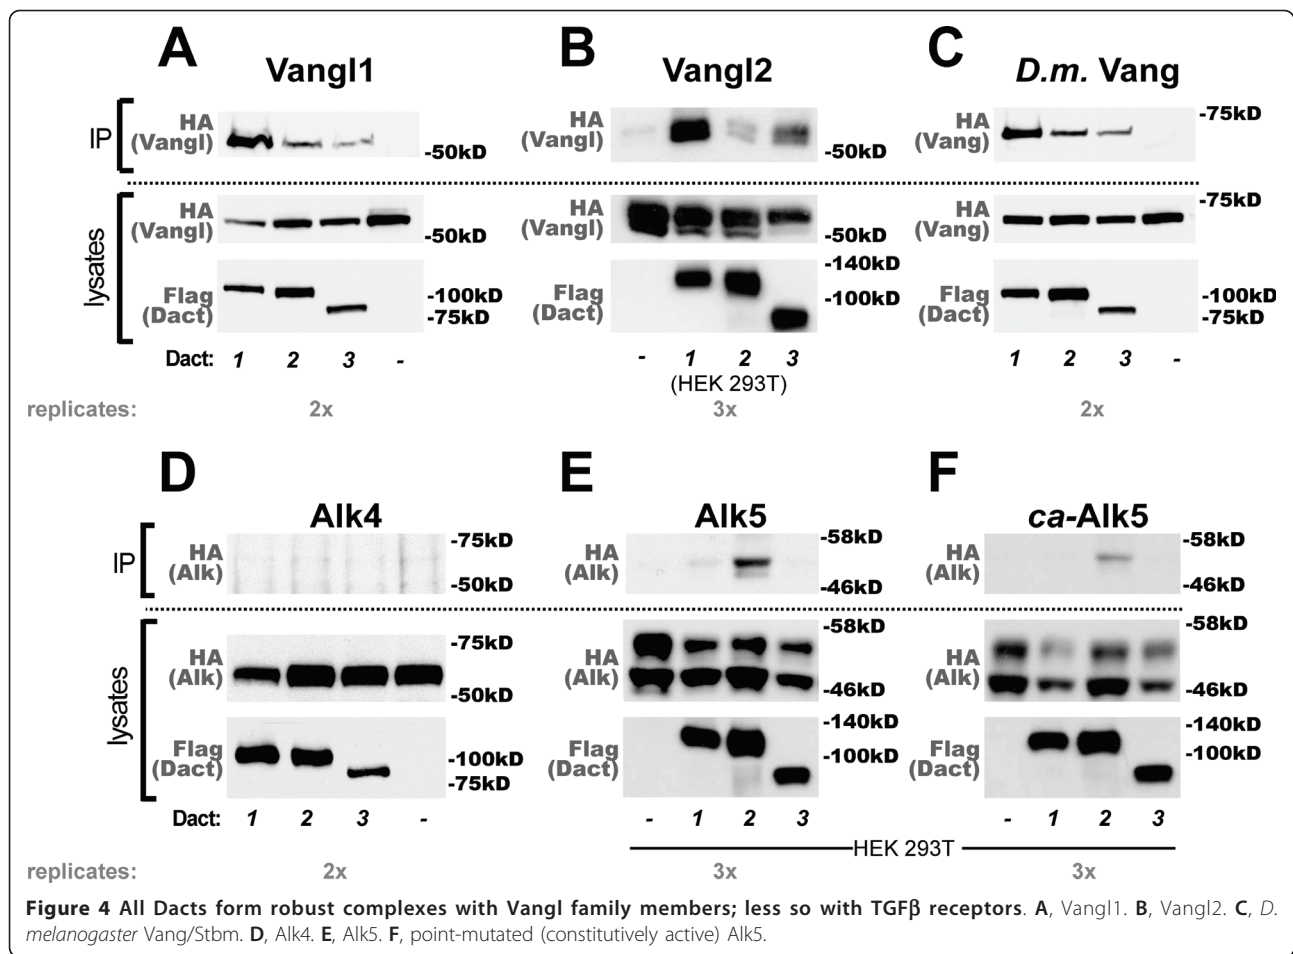 A B C
Vangl1 Vangl2 D.m. Vang
IP HA (Vangl) -50kD HA (Vangl) -50kD HA (Vang) -75kD
lysates HA (Vangl) -50kD HA (Vangl) -50kD HA (Vang) -75kD
Flag (Dact) -100kD -75kD Flag (Dact) -140kD -100kD Flag (Dact) -100kD -75kD
Dact: 1 2 3 - - 1 2 3 1 2 3 -
(HEK 293T)
replicates: 2x 3x 2x
D E F
Alk4 Alk5 ca-Alk5
IP HA (Alk) -75kD -50kD HA (Alk) -58kD -46kD HA (Alk) -58kD -46kD
lysates HA (Alk) -75kD -50kD HA (Alk) -58kD -46kD HA (Alk) -58kD -46kD
Flag (Dact) -100kD -75kD Flag (Dact) -140kD -100kD Flag (Dact) -140kD -100kD
Dact: 1 2 3 - - 1 2 3 - 1 2 3
HEK 293T
replicates: 2x 3x 3x
Figure 4 All Dacts form robust complexes with Vangl family members; less so with TGFβ receptors. A, Vangl1. B, Vangl2. C, D.
melanogaster Vang/Stbm. D, Alk4. E, Alk5. F, point-mutated (constitutively active) Alk5.